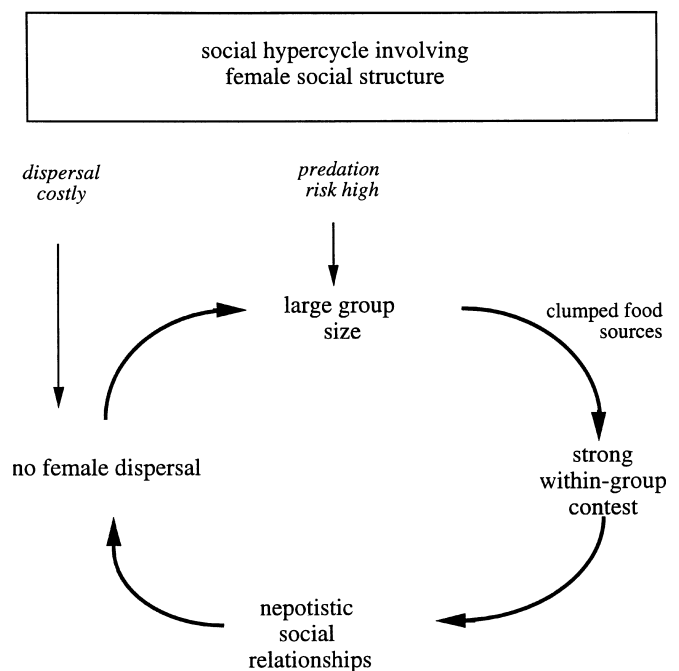 social hypercycle involving
female social structure
dispersal
costly
predation
risk high
large group
size
clumped food
sources
no female dispersal
strong
within-group
contest
nepotistic
social
relationships